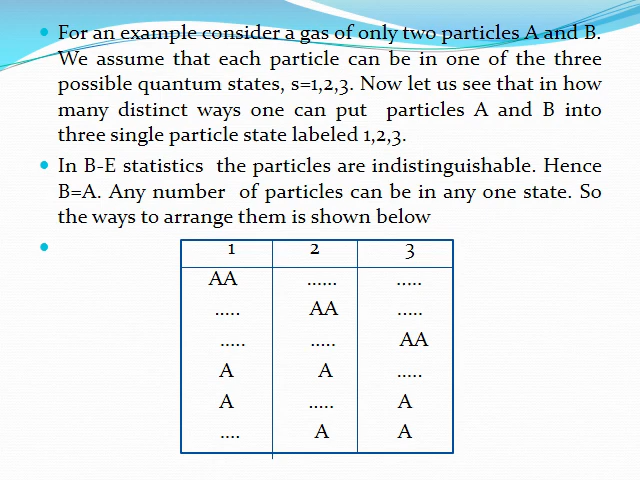 For an example consider a gas of only two particles A and B.
We assume that each particle can be in one of the three
possible quantum states, s=1,2,3. Now let us see that in how
many distinct ways one can put particles A and B into
three single particle state labeled 1,2,3.
In B-E statistics the particles are indistinguishable. Hence
B=A. Any number of particles can be in any one state. So
the ways to arrange them is shown below
1 2 3
AA ...... .....
..... AA .....
..... ..... AA
A A .....
A ..... A
.... A A